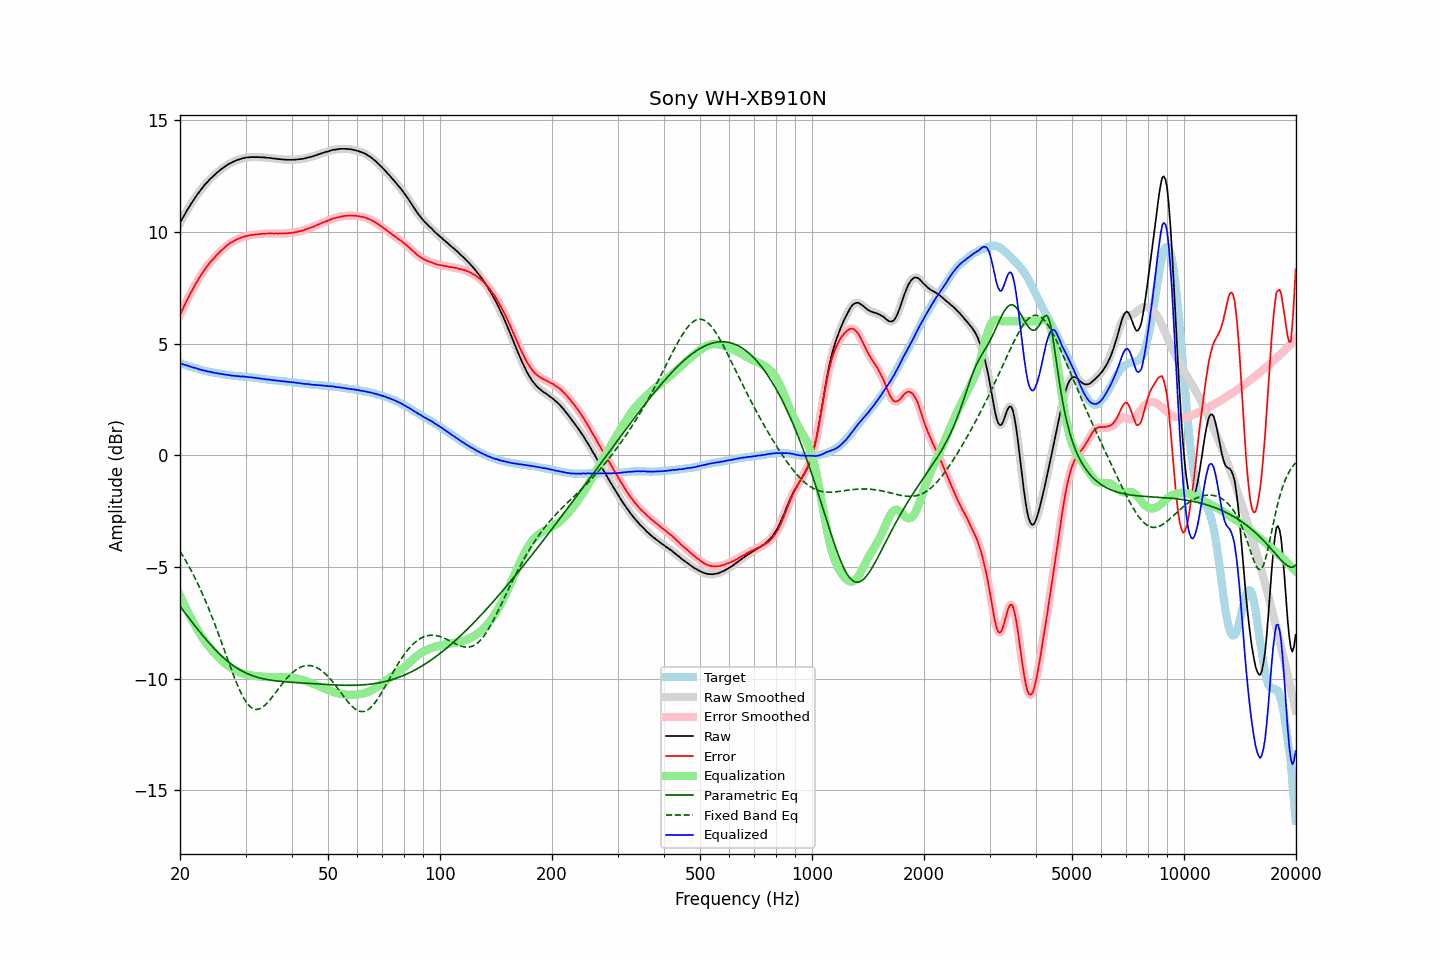 Sony WH-XB910N
Amplitude (dBr)
15
10
5
0
−5
−10
−15
Target
Raw Smoothed
Error Smoothed
Raw
Error
Equalization
Parametric Eq
Fixed Band Eq
Equalized
20 50 100 200 500 1000 2000 5000 10000 20000
Frequency (Hz)